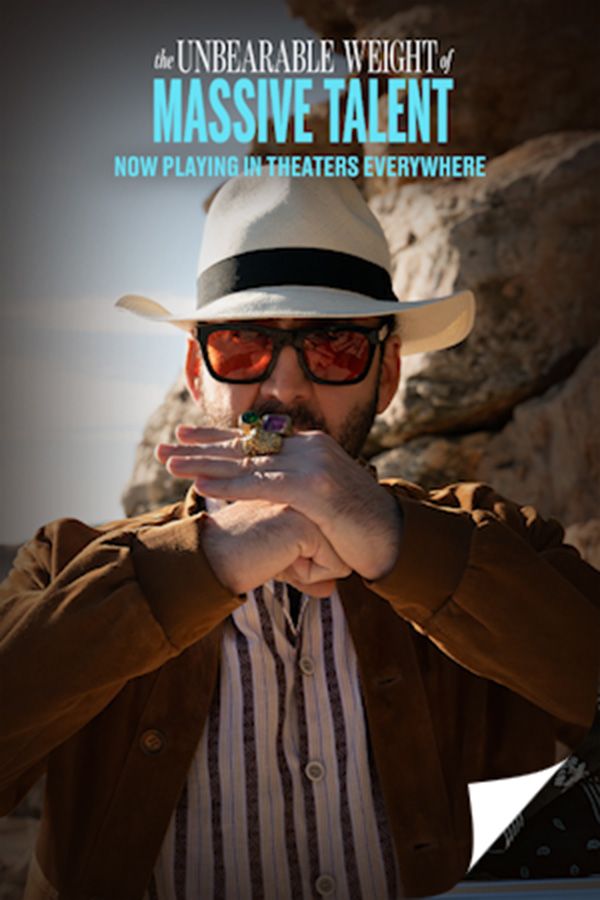 the UNBEARABLE WEIGHT of
MASSIVE TALENT
NOW PLAYING IN THEATERS EVERYWHERE